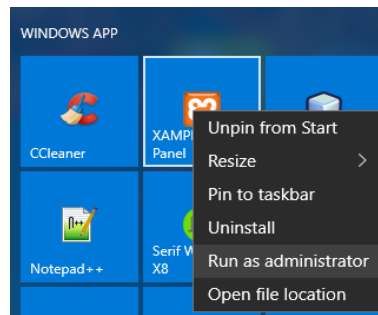 WINDOWS APP
CCleaner
XAMPP
Panel
Unpin from Start
Resize
Pin to taskbar
Uninstall
Run as administrator
Open file location
Notepad++
Serif W
X8